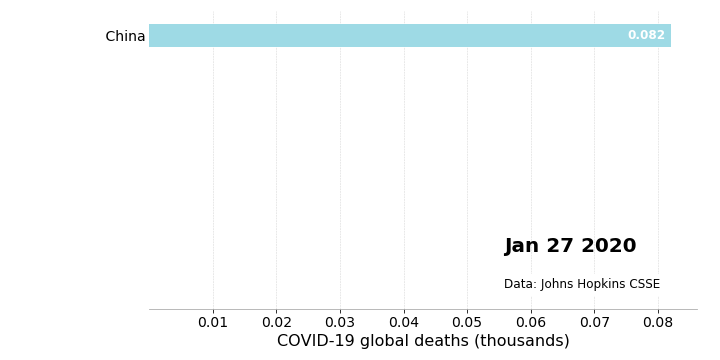 China
0.082
Jan 27 2020
Data: Johns Hopkins CSSE
0.01 0.02 0.03 0.04 0.05 0.06 0.07 0.08
COVID-19 global deaths (thousands)